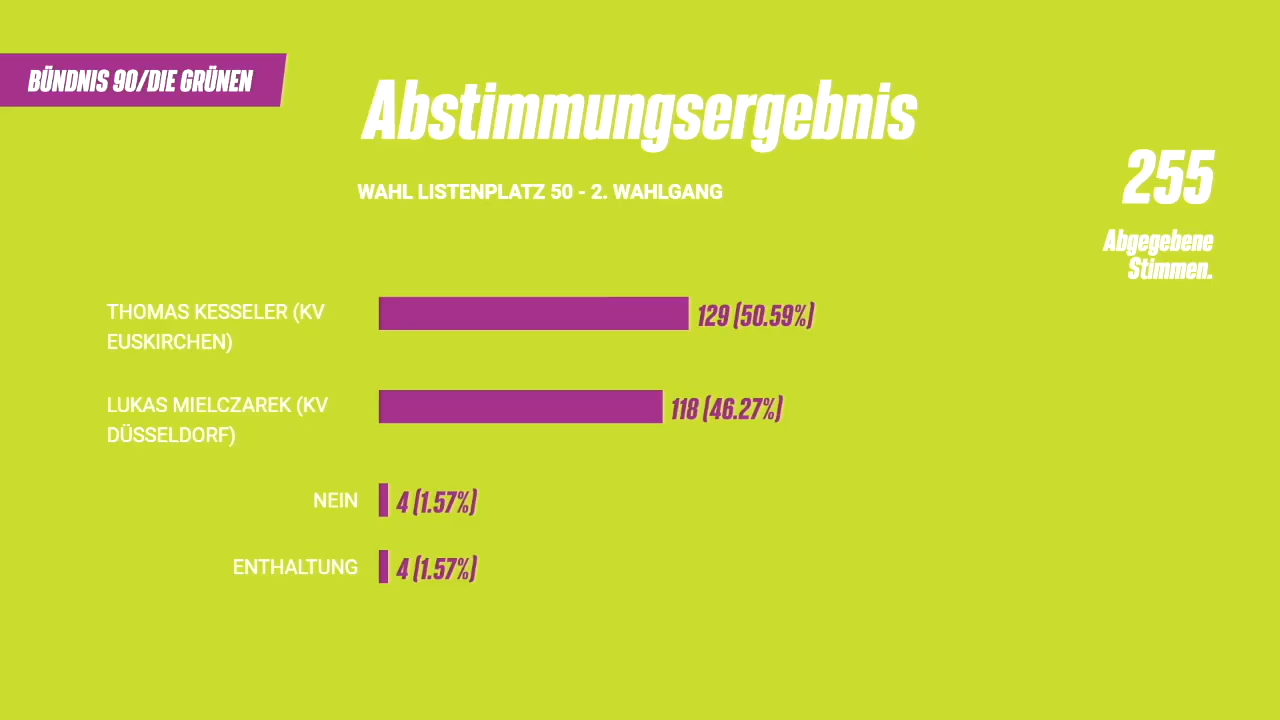 BÜNDNIS 90/DIE GRÜNEN
Abstimmungsergebnis
WAHL LISTENPLATZ 50 - 2. WAHLGANG
255
Abgegebene
Stimmen.
THOMAS KESSELER (KV
EUSKIRCHEN)
129 (50.59%)
LUKAS MIELCZAREK (KV
DÜSSELDORF)
118 (46.27%)
NEIN
4 (1.57%)
ENTHALTUNG
4 (1.57%)